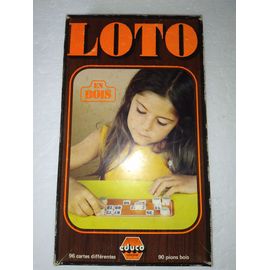 LOTO
EN
BOIS
educa
96 cartes différentes
90 pions bois